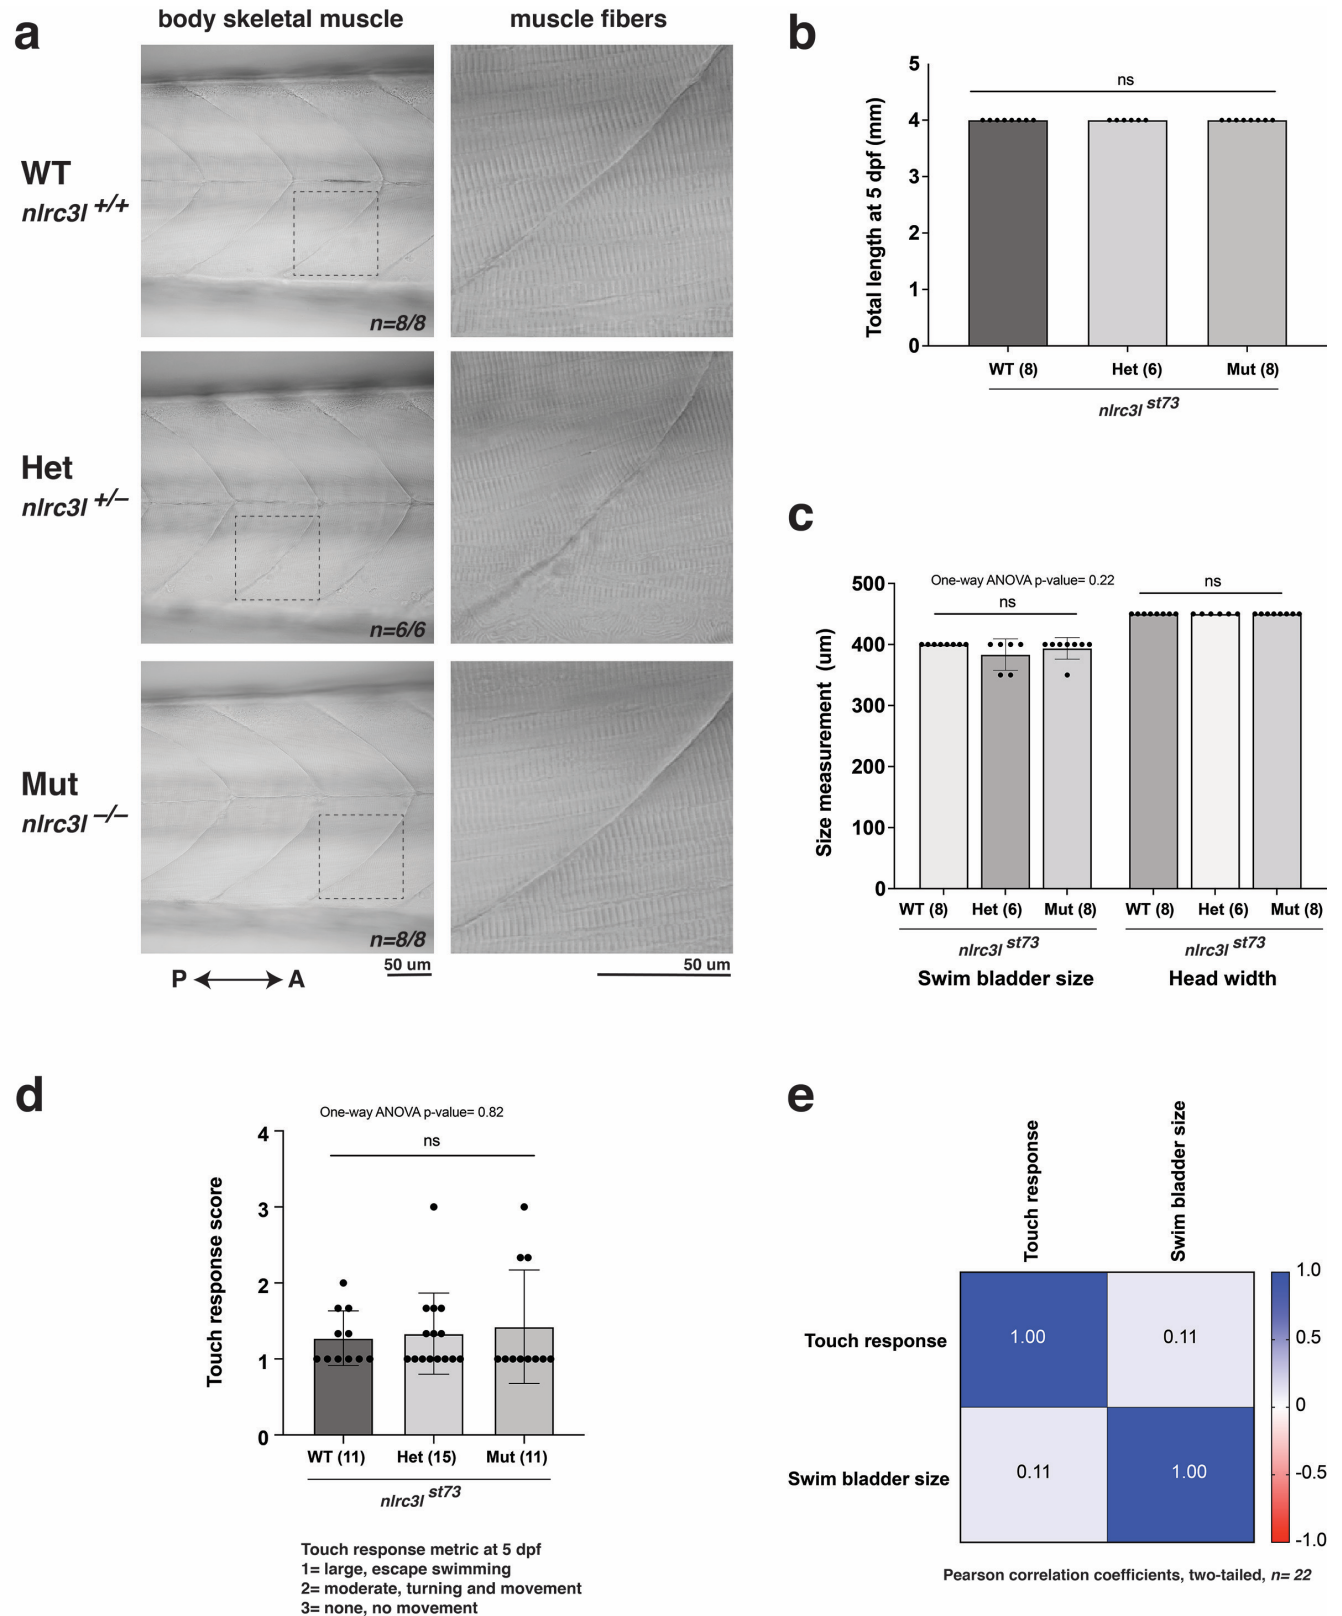 a
body skeletal muscle
muscle fibers
WT
nlrc3l +/+
n=8/8
Het
nlrc3l +/–
n=6/6
Mut
nlrc3l –/–
n=8/8
P A
50 um
50 um
b
Total length at 5 dpf (mm)
5
4
3
2
1
0
ns
WT (8) Het (6) Mut (8)
nlrc3l st73
c
Size measurement (um)
500
400
300
200
100
0
One-way ANOVA p-value= 0.22
ns
ns
WT (8) Het (6) Mut (8) WT (8) Het (6) Mut (8)
nlrc3l st73 nlrc3l st73
Swim bladder size Head width
d
One-way ANOVA p-value= 0.82
ns
Touch response score
4
3
2
1
0
WT (11) Het (15) Mut (11)
nlrc3l st73
Touch response metric at 5 dpf
1= large, escape swimming
2= moderate, turning and movement
3= none, no movement
e
Touch response
Swim bladder size
Touch response
1.00 0.11
Swim bladder size
0.11 1.00
1.0
0.5
0
-0.5
-1.0
Pearson correlation coefficients, two-tailed, n= 22